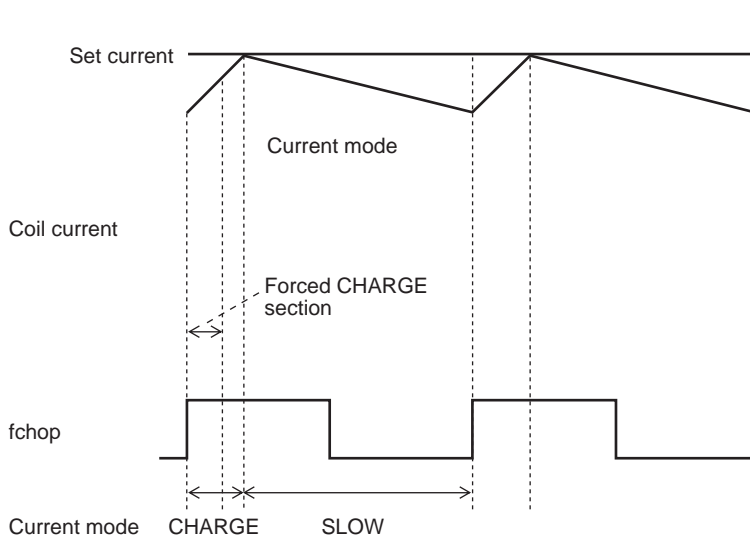 Set current
Current mode
Coil current
Forced CHARGE
section
fchop
Current mode CHARGE SLOW